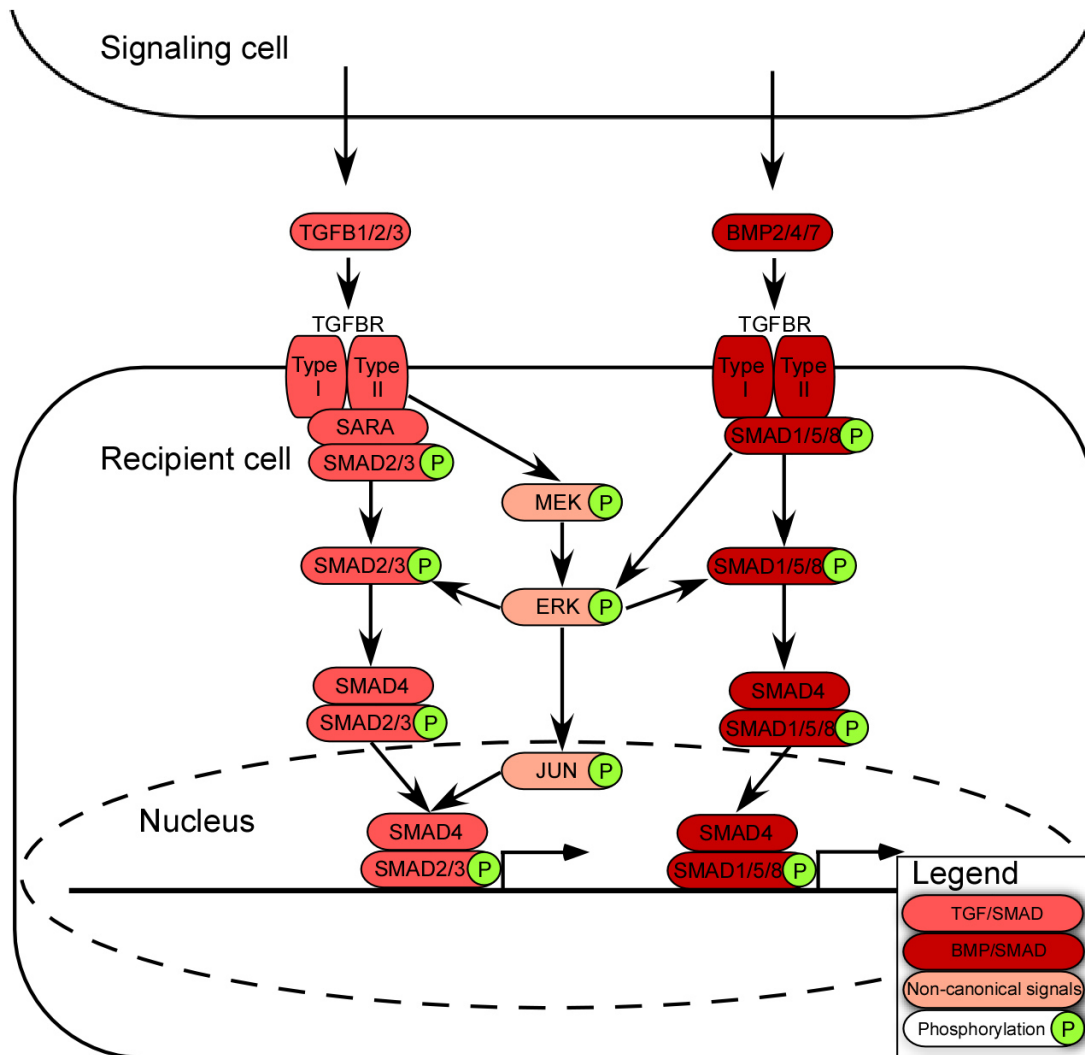 Signaling cell
TGFB1/2/3
BMP2/4/7
TGFBR
TGFBR
Type
I
Type
II
Type
I
Type
II
SARA
SMAD1/5/8 P
Recipient cell
SMAD2/3 P
MEK P
SMAD2/3 P
SMAD1/5/8 P
ERK P
SMAD4
SMAD4
SMAD2/3 P
SMAD1/5/8 P
JUN P
Nucleus
SMAD4
SMAD4
SMAD2/3 P
SMAD1/5/8 P
Legend
TGF/SMAD
BMP/SMAD
Non-canonical signals
Phosphorylation P